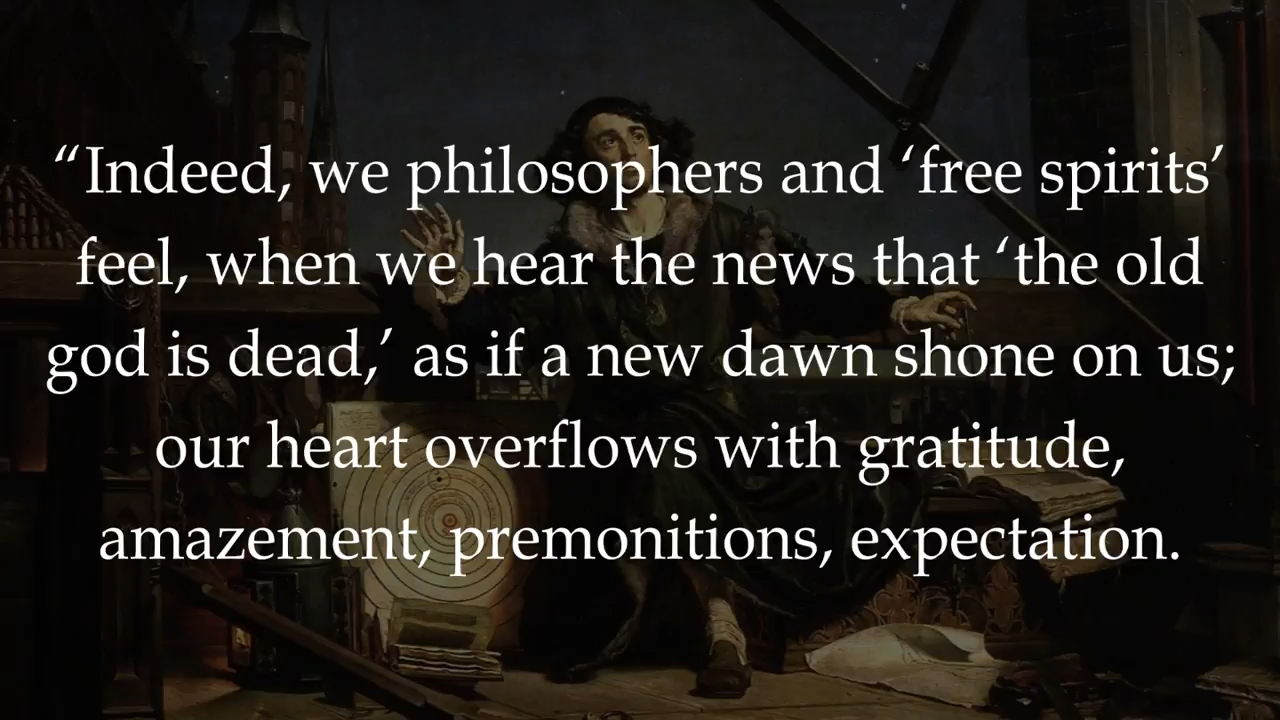 “Indeed, we philosophers and ‘free spirits’
feel, when we hear the news that ‘the old
god is dead,’ as if a new dawn shone on us;
our heart overflows with gratitude,
amazement, premonitions, expectation.